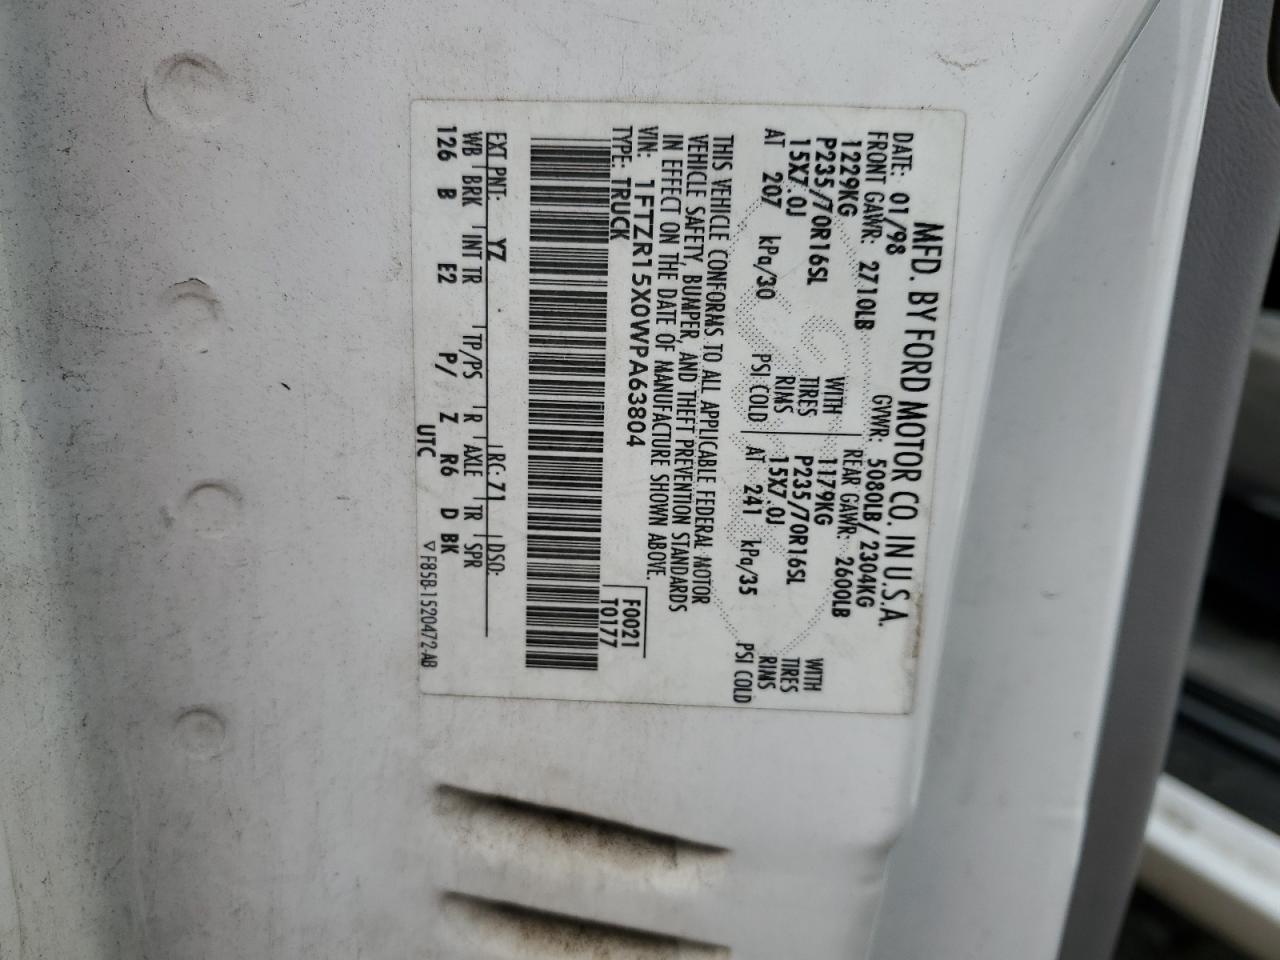 MFD. BY FORD MOTOR CO. IN U.S.A.
DATE: 01/98 GVWR: 5080LB/2304KG
FRONT GAWR: 2710LB REAR GAWR: 2600LB
1229KG WITH 1179KG WITH
P235/70R16SL TIRES P235/70R16SL TIRES
15X7.0J RIMS 15X7.0J RIMS
AT 207 kPa/30 PSI COLD AT 241 kPa/35 PSI COLD
THIS VEHICLE CONFORMS TO ALL APPLICABLE FEDERAL MOTOR
VEHICLE SAFETY, BUMPER, AND THEFT PREVENTION STANDARDS
IN EFFECT ON THE DATE OF MANUFACTURE SHOWN ABOVE.
VIN: 1FTZR15X0WPA63804 F0021
TYPE: TRUCK T0177
EXT PNT: YZ RC: 71 DSO:
WB BRK INT TR TP/PS R AXLE TR SPR
126 B E2 P/ Z R6 D BK
UTC ▽ F85B-1520472-AB